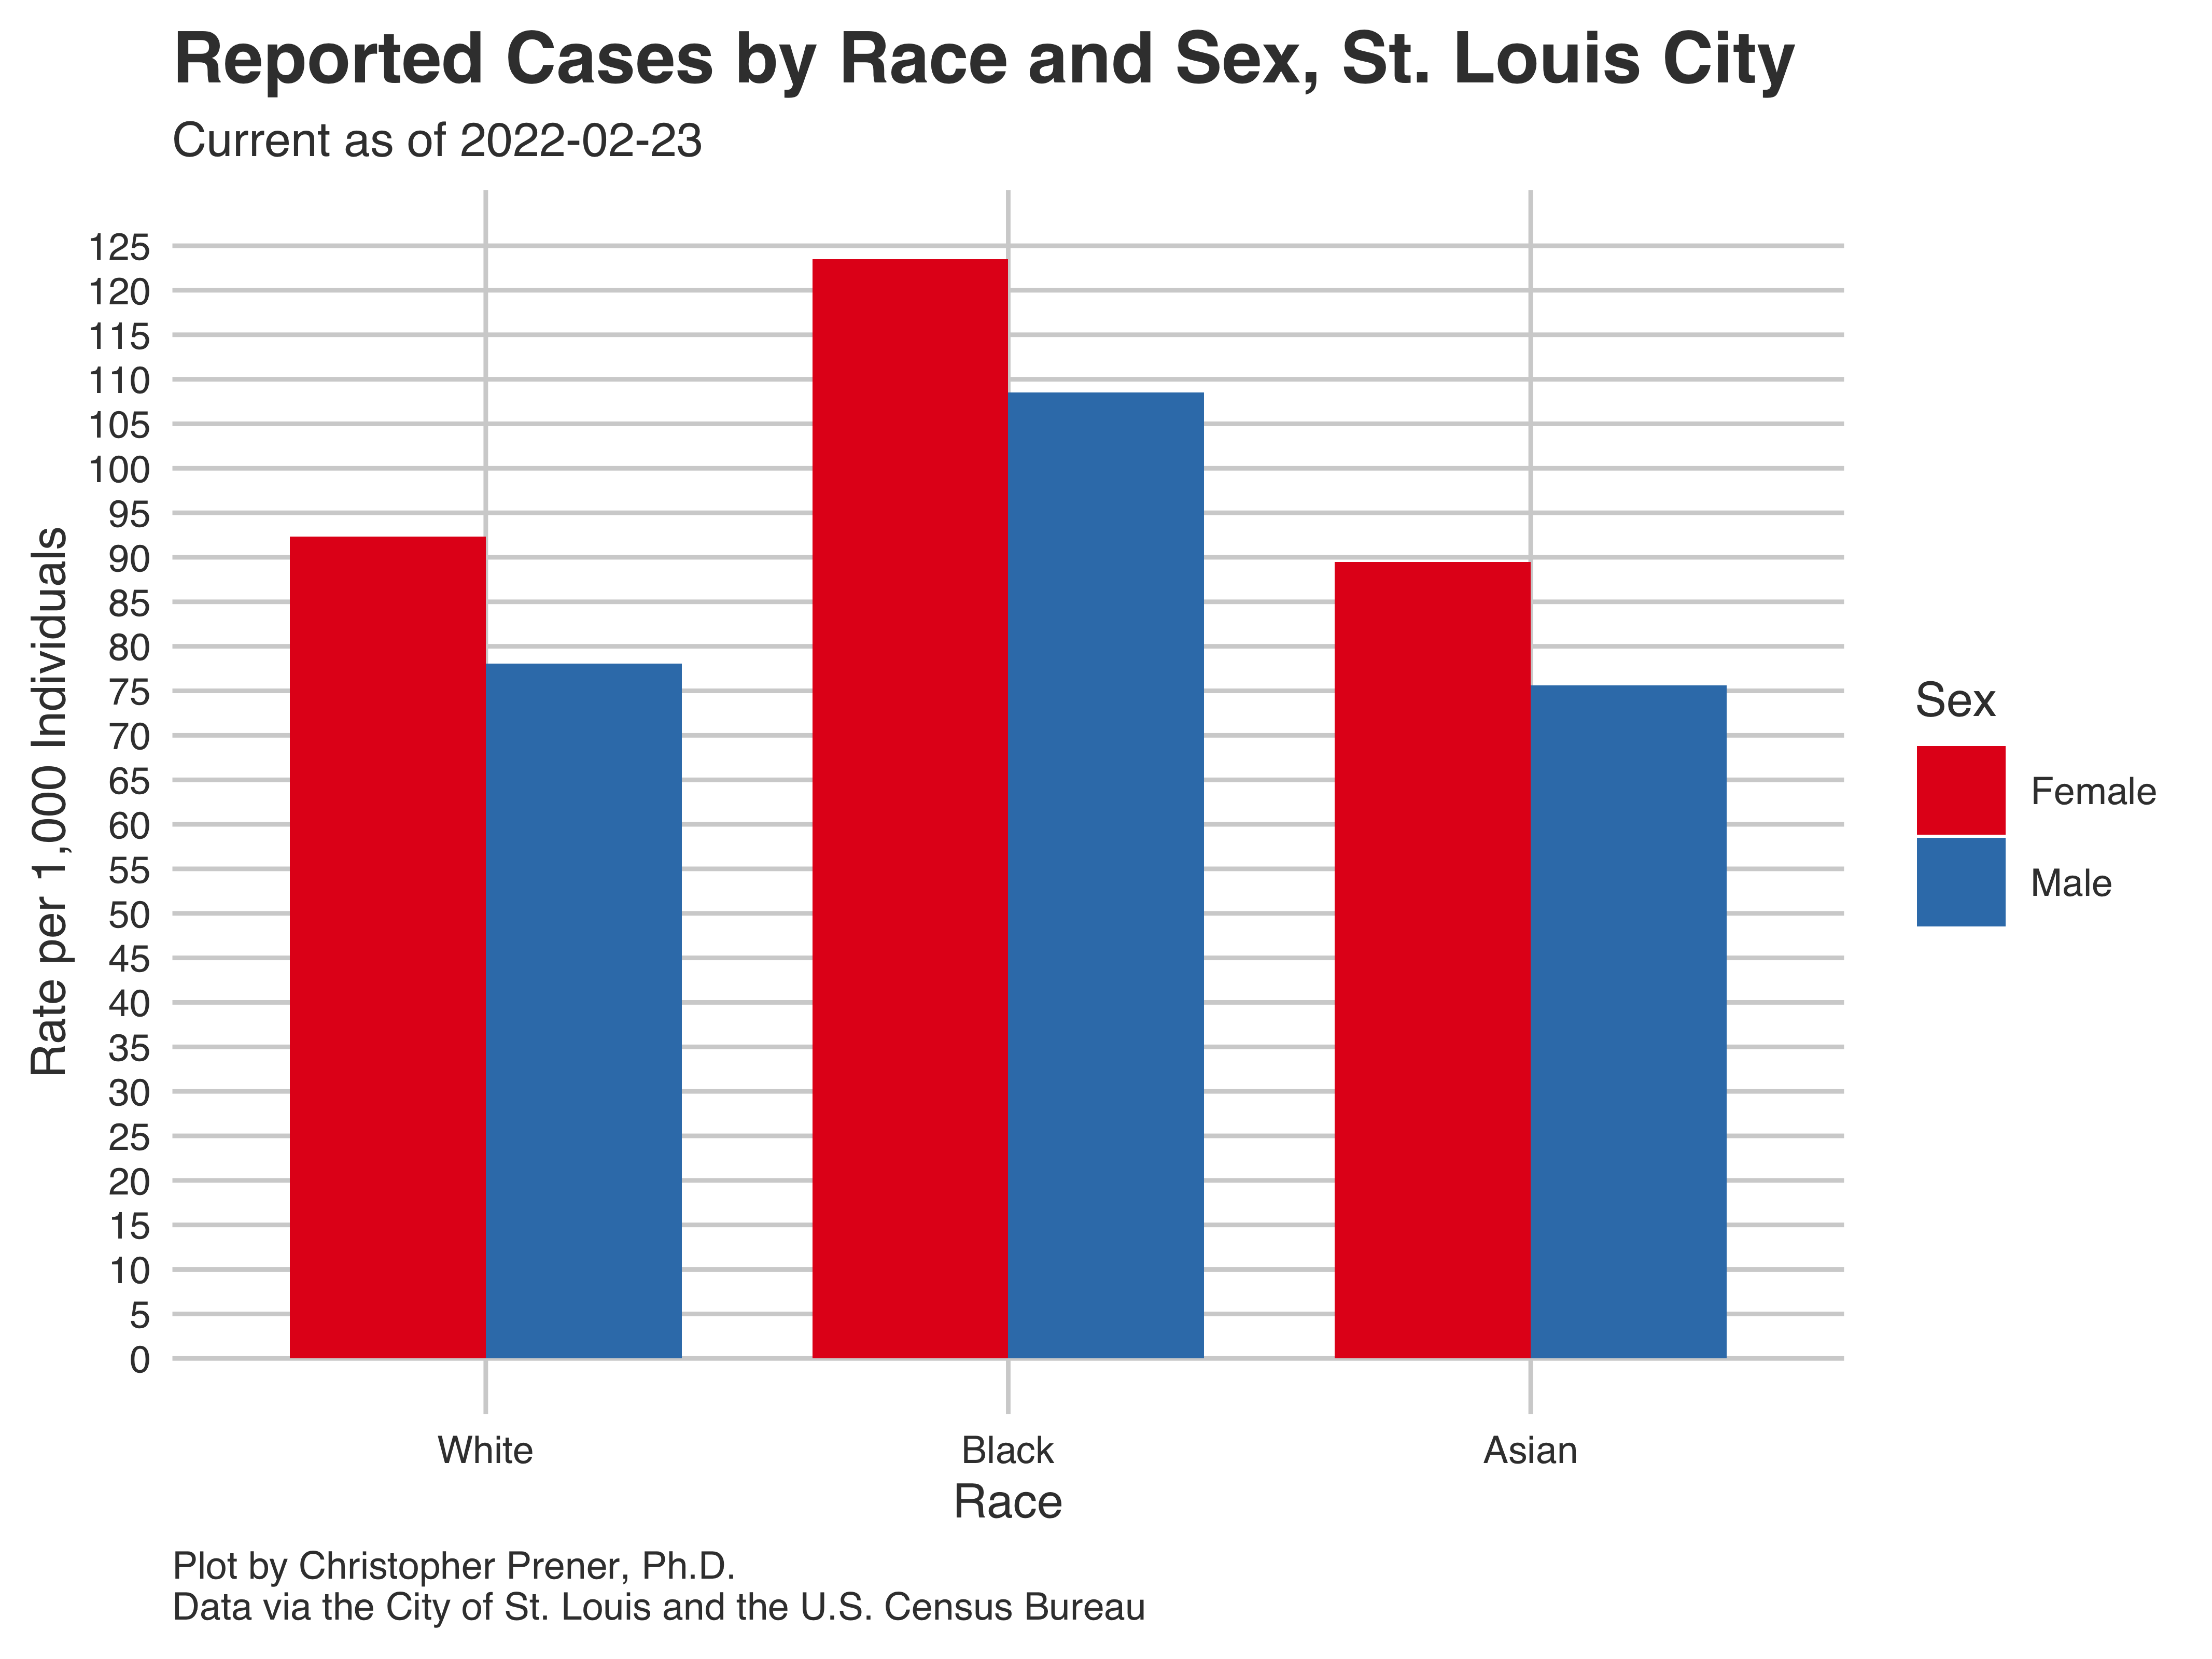 Reported Cases by Race and Sex, St. Louis City
Current as of 2022-02-23
125
120
115
110
105
100
95
90
85
80
75
70
65
60
55
50
45
40
35
30
25
20
15
10
5
0
Rate per 1,000 Individuals
White
Black
Asian
Race
Sex
Female
Male
Plot by Christopher Prener, Ph.D.
Data via the City of St. Louis and the U.S. Census Bureau